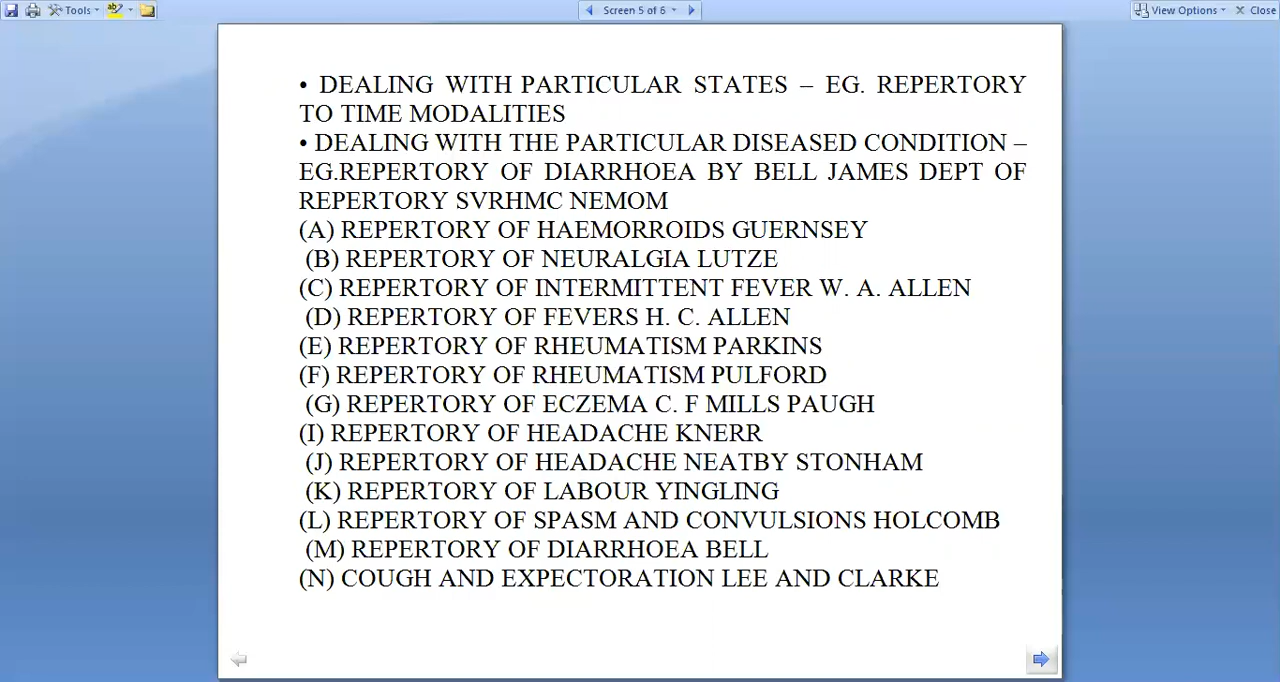 Tools
Screen 5 of 6
View Options
Close
• DEALING WITH PARTICULAR STATES – EG. REPERTORY
TO TIME MODALITIES
• DEALING WITH THE PARTICULAR DISEASED CONDITION –
EG.REPERTORY OF DIARRHOEA BY BELL JAMES DEPT OF
REPERTORY SVRHMC NEMOM
(A) REPERTORY OF HAEMORROIDS GUERNSEY
(B) REPERTORY OF NEURALGIA LUTZE
(C) REPERTORY OF INTERMITTENT FEVER W. A. ALLEN
(D) REPERTORY OF FEVERS H. C. ALLEN
(E) REPERTORY OF RHEUMATISM PARKINS
(F) REPERTORY OF RHEUMATISM PULFORD
(G) REPERTORY OF ECZEMA C. F MILLS PAUGH
(I) REPERTORY OF HEADACHE KNERR
(J) REPERTORY OF HEADACHE NEATBY STONHAM
(K) REPERTORY OF LABOUR YINGLING
(L) REPERTORY OF SPASM AND CONVULSIONS HOLCOMB
(M) REPERTORY OF DIARRHOEA BELL
(N) COUGH AND EXPECTORATION LEE AND CLARKE